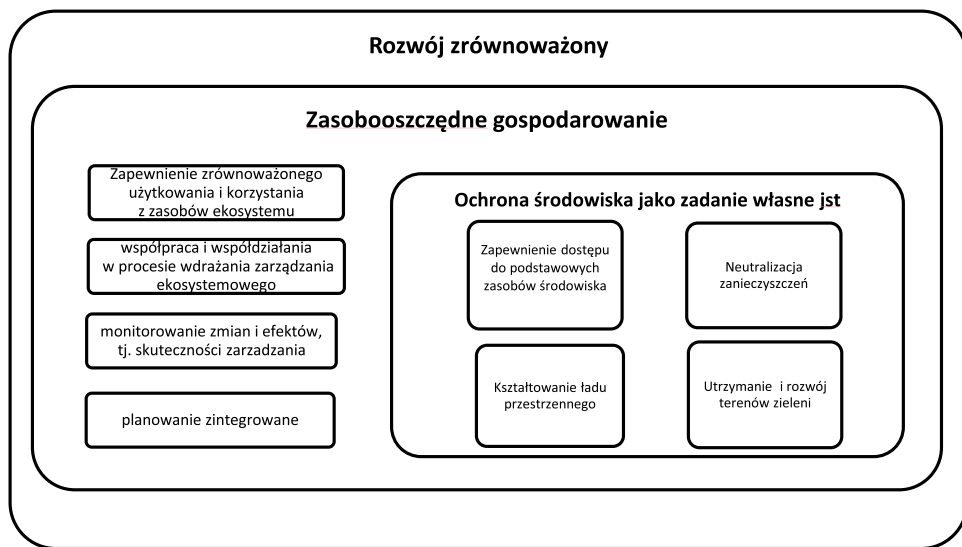 Rozwój zrównoważony
Zasobooszczędne gospodarowanie
Zapewnienie zrównoważonego
użytkowania i korzystania
z zasobów ekosystemu
współpraca i współdziałania
w procesie wdrażania zarządzania
ekosystemowego
monitorowanie zmian i efektów,
tj. skuteczności zarzadzania
planowanie zintegrowane
Ochrona środowiska jako zadanie własne jst
Zapewnienie dostępu
do podstawowych
zasobów środowiska
Neutralizacja
zanieczyszczeń
Kształtowanie ładu
przestrzennego
Utrzymanie i rozwój
terenów zieleni